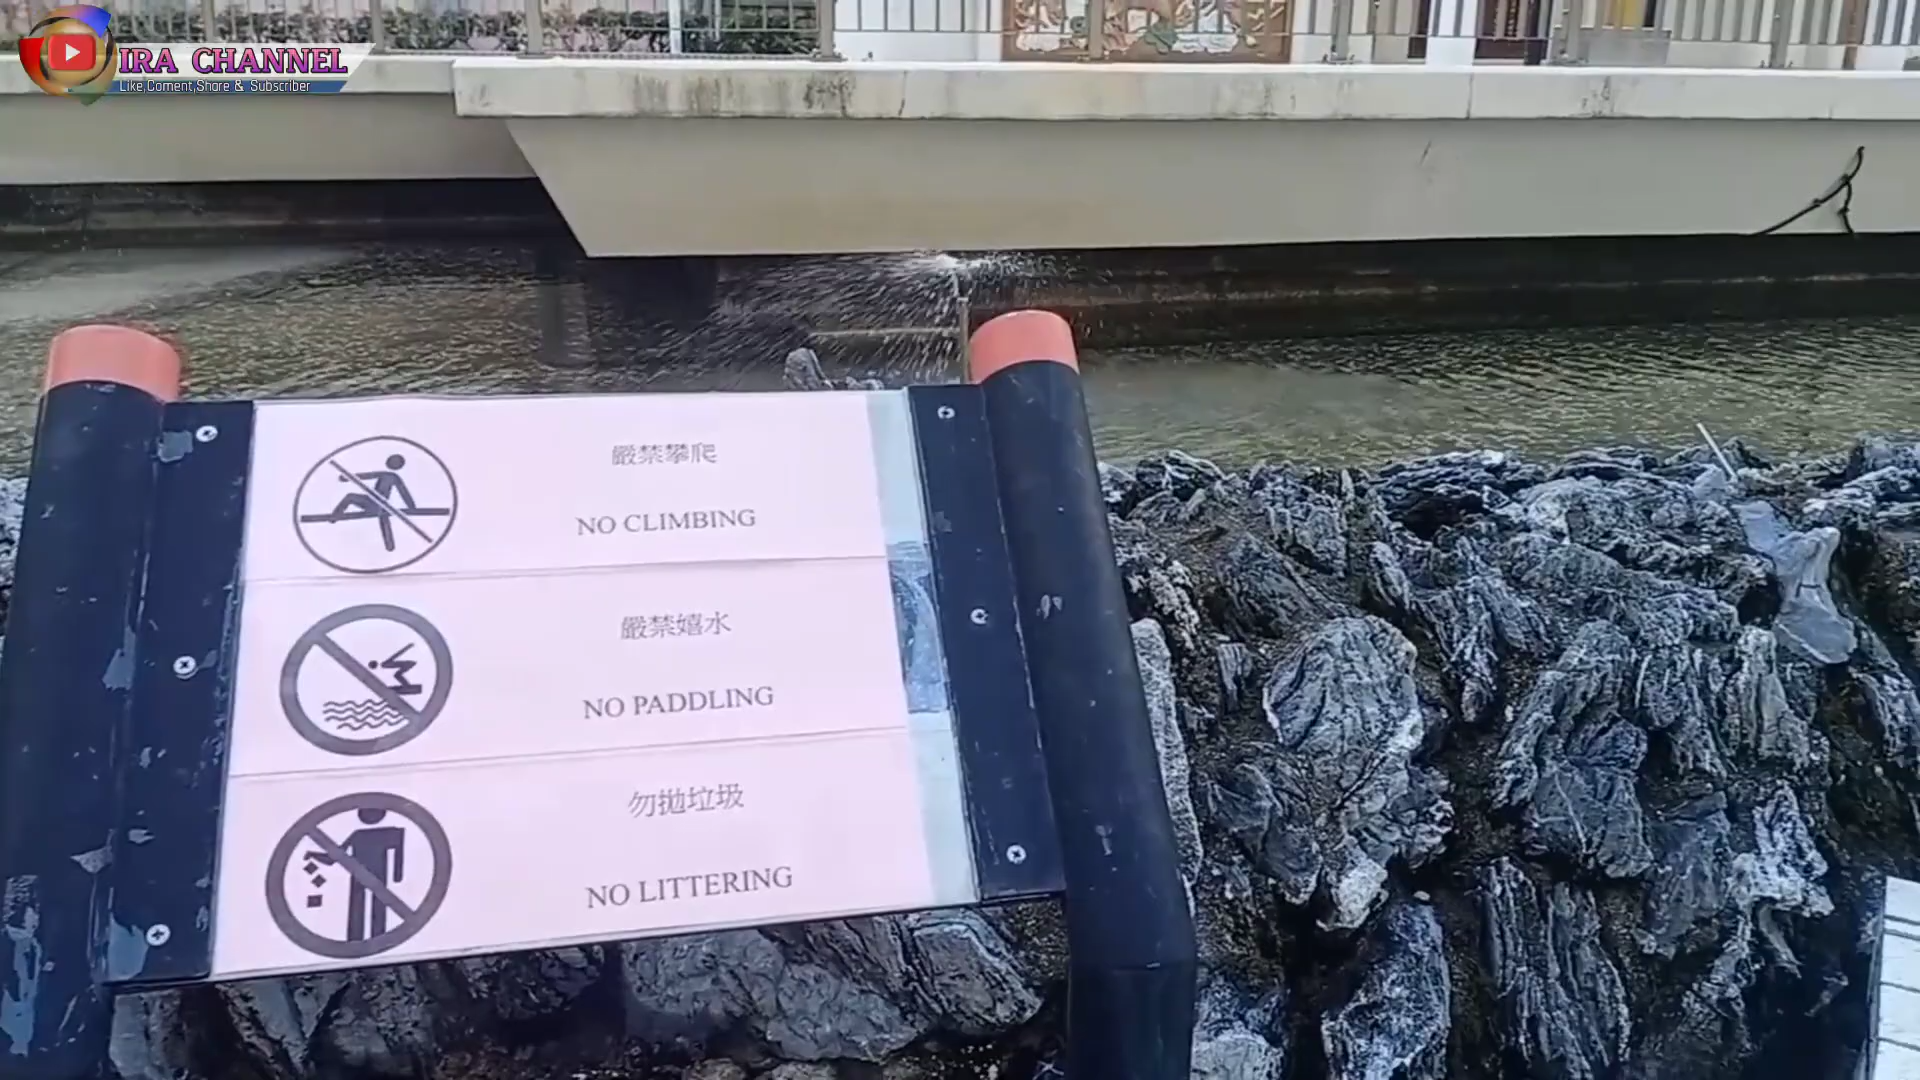 IRA CHANNEL
Like,Coment,Share & Subscriber
嚴禁攀爬
NO CLIMBING
嚴禁嬉水
NO PADDLING
勿拋垃圾
NO LITTERING